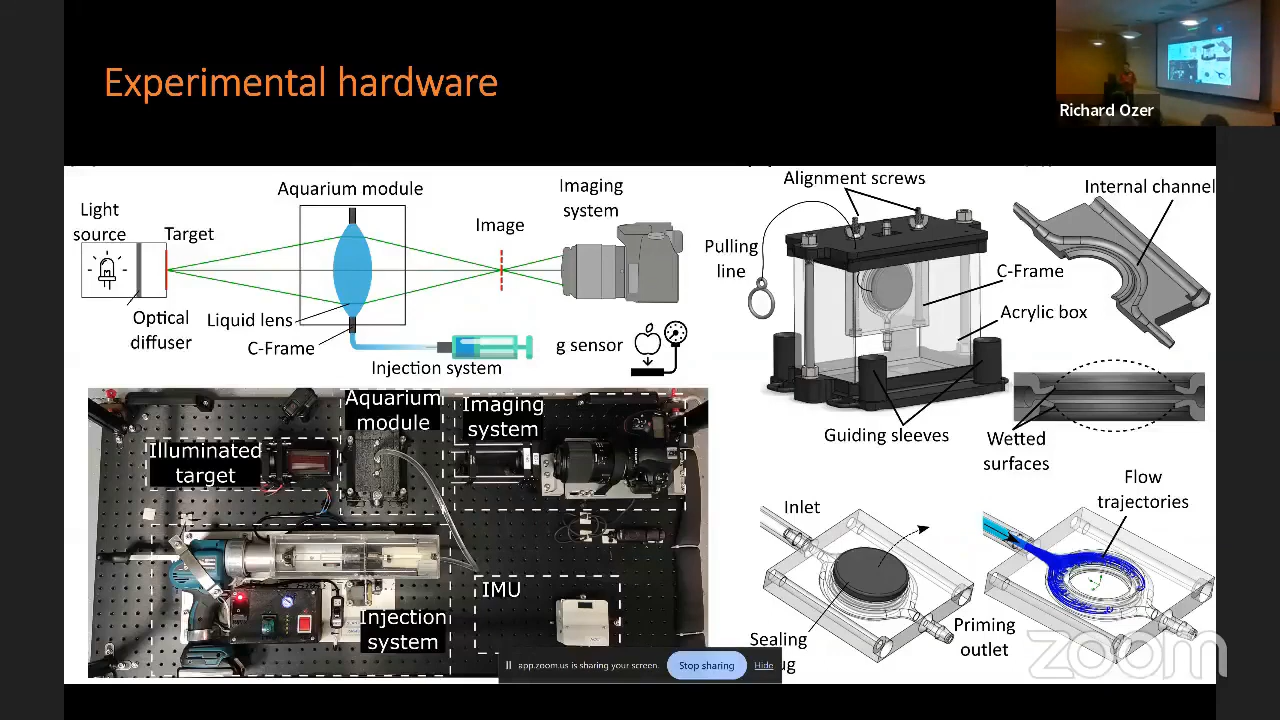 Experimental hardware
Richard Ozer
Aquarium module
Imaging
system
Light
source
Target
Image
Optical
diffuser
Liquid lens
C-Frame
Injection system
g sensor
Alignment screws
Internal channel
Pulling
line
C-Frame
Acrylic box
Guiding sleeves
Wetted
surfaces
Aquarium
module
Imaging
system
Illuminated
target
IMU
Injection
system
Flow
trajectories
Inlet
Sealing
Priming
outlet
zoom
app.zoom.us is sharing your screen.
Stop sharing
Hide